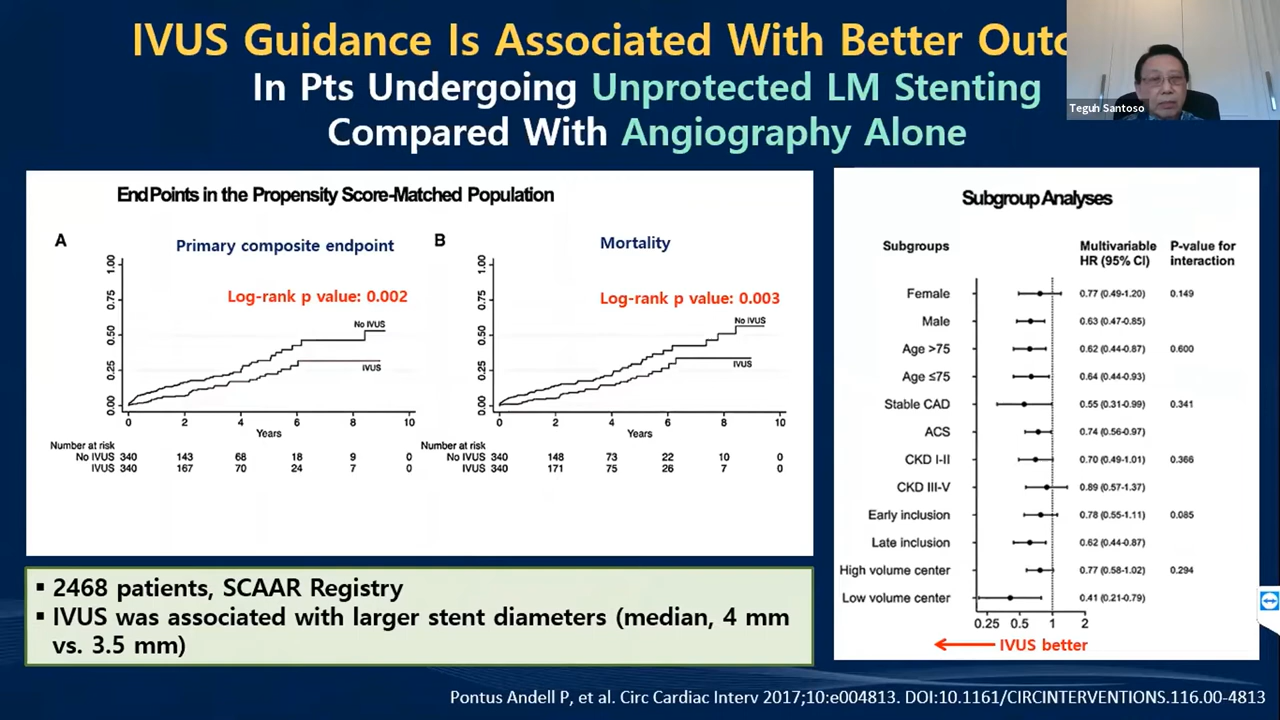 IVUS Guidance Is Associated With Better Outc
In Pts Undergoing Unprotected LM Stenting
Compared With Angiography Alone
Teguh Santoso
EndPoints in the Propensity Score-Matched Population
A
Primary composite endpoint
Log-rank p value: 0.002
1.00
0.75
0.50
0.25
0.00
No IVUS
IVUS
0 2 4 6 8 10
Years
Number at risk
No IVUS 340 143 68 18 9 0
IVUS 340 167 70 24 7 0
B
Mortality
Log-rank p value: 0.003
1.00
0.75
0.50
0.25
0.00
No IVUS
IVUS
0 2 4 6 8 10
Years
Number at risk
No IVUS 340 148 73 22 10 0
IVUS 340 171 75 26 7 0
Subgroup Analyses
Subgroups Multivariable HR (95% CI) P-value for interaction
Female 0.77 (0.49-1.20) 0.149
Male 0.63 (0.47-0.85)
Age >75 0.62 (0.44-0.87) 0.600
Age ≤75 0.64 (0.44-0.93)
Stable CAD 0.55 (0.31-0.99) 0.341
ACS 0.74 (0.56-0.97)
CKD I-II 0.70 (0.49-1.01) 0.366
CKD III-V 0.89 (0.57-1.37)
Early inclusion 0.78 (0.55-1.11) 0.085
Late inclusion 0.62 (0.44-0.87)
High volume center 0.77 (0.58-1.02) 0.294
Low volume center 0.41 (0.21-0.79)
0.25 0.5 1 2
IVUS better
▪ 2468 patients, SCAAR Registry
▪ IVUS was associated with larger stent diameters (median, 4 mm
vs. 3.5 mm)
Pontus Andell P, et al. Circ Cardiac Interv 2017;10:e004813. DOI:10.1161/CIRCINTERVENTIONS.116.00-4813